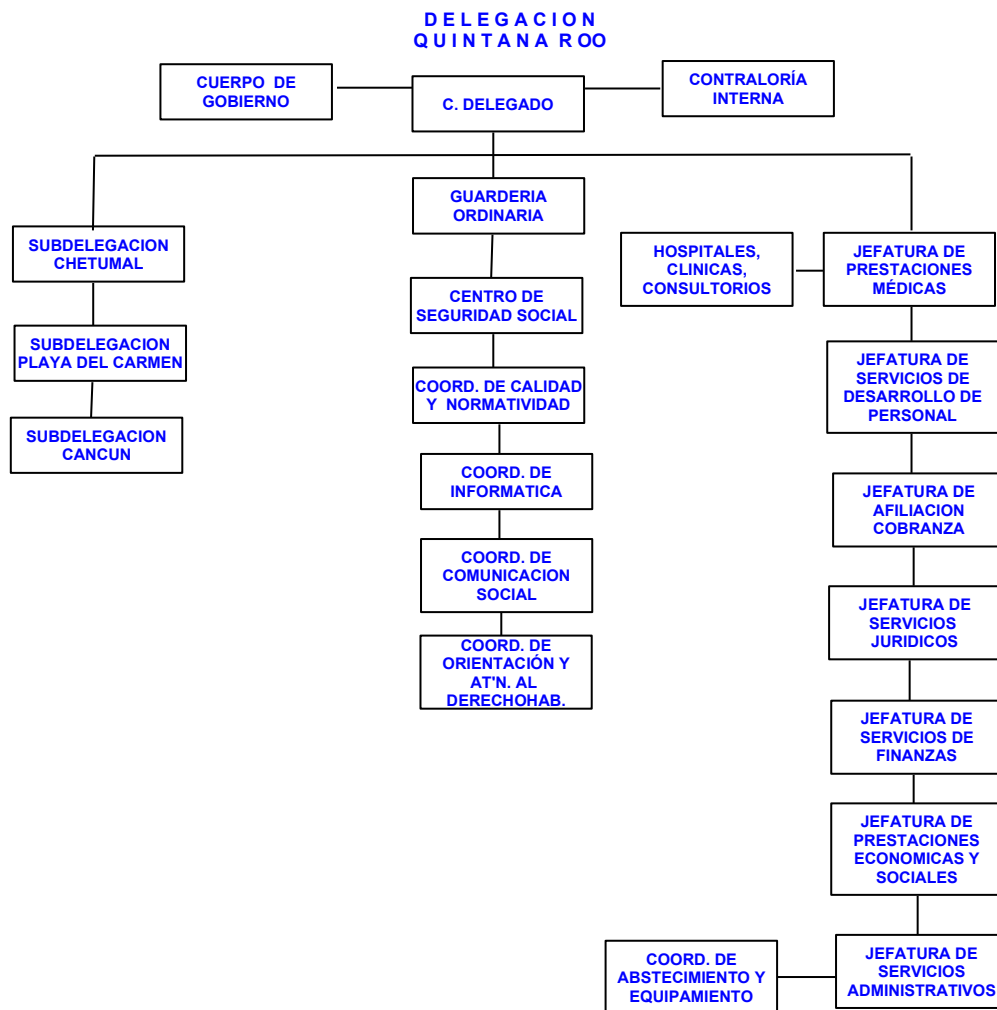 DELEGACION
QUINTANA ROO
CUERPO DE
GOBIERNO
C. DELEGADO
CONTRALORÍA
INTERNA
GUARDERIA
ORDINARIA
SUBDELEGACION
CHETUMAL
SUBDELEGACION
PLAYA DEL CARMEN
SUBDELEGACION
CANCUN
CENTRO DE
SEGURIDAD SOCIAL
COORD. DE CALIDAD
Y NORMATIVIDAD
COORD. DE
INFORMATICA
COORD. DE
COMUNICACION
SOCIAL
COORD. DE
ORIENTACIÓN Y
AT'N. AL
DERECHOHAB.
HOSPITALES,
CLINICAS,
CONSULTORIOS
JEFATURA DE
PRESTACIONES
MÉDICAS
JEFATURA DE
SERVICIOS DE
DESARROLLO DE
PERSONAL
JEFATURA DE
AFILIACION
COBRANZA
JEFATURA DE
SERVICIOS
JURIDICOS
JEFATURA DE
SERVICIOS DE
FINANZAS
JEFATURA DE
PRESTACIONES
ECONOMICAS Y
SOCIALES
COORD. DE
ABSTECIMIENTO Y
EQUIPAMIENTO
JEFATURA DE
SERVICIOS
ADMINISTRATIVOS